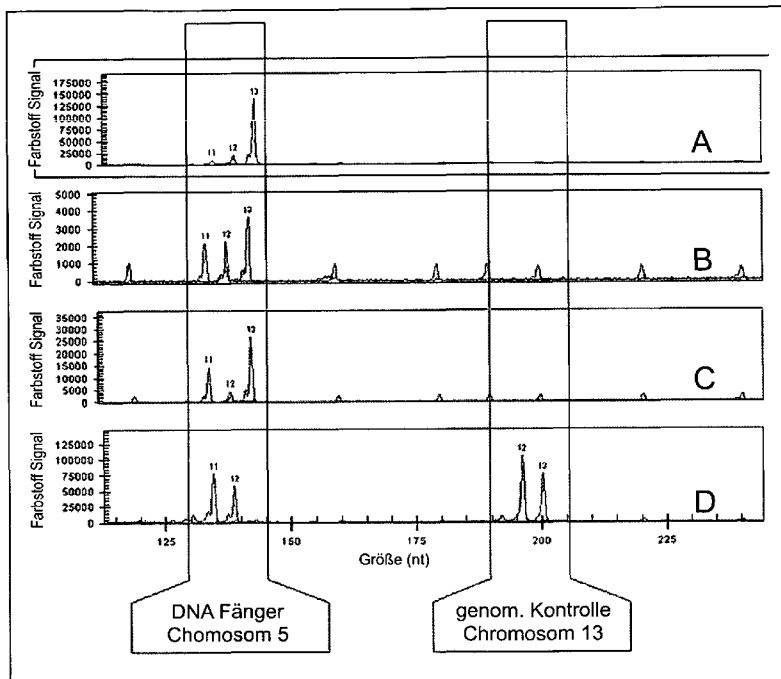 Farbstoff Signal
175000
150000
125000
100000
75000
50000
25000
0
11 12 13
A
Farbstoff Signal
5000
4000
3000
2000
1000
0
11 12 13
B
Farbstoff Signal
35000
30000
25000
20000
15000
10000
5000
0
11 12 13
C
Farbstoff Signal
125000
100000
75000
50000
25000
0
11 12 12 13
D
125 150 175 200 225
Größe (nt)
DNA Fänger
Chomosom 5
genom. Kontrolle
Chromosom 13